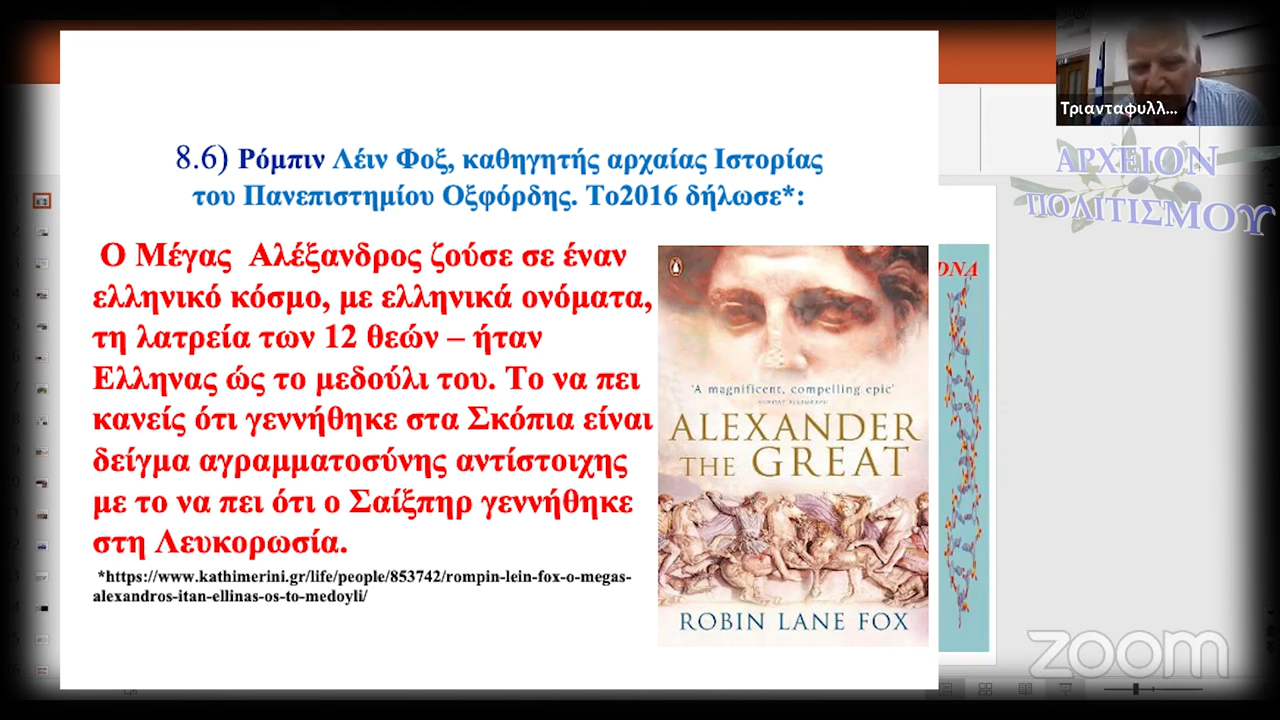 8.6) Ρόμπιν Λέιν Φοξ, καθηγητής αρχαίας Ιστορίας
του Πανεπιστημίου Οξφόρδης. Το2016 δήλωσε*:
Ο Μέγας Αλέξανδρος ζούσε σε έναν
ελληνικό κόσμο, με ελληνικά ονόματα,
τη λατρεία των 12 θεών – ήταν
Ελληνας ώς το μεδούλι του. Το να πει
κανείς ότι γεννήθηκε στα Σκόπια είναι
δείγμα αγραμματοσύνης αντίστοιχης
με το να πει ότι ο Σαίξπηρ γεννήθηκε
στη Λευκορωσία.
*https://www.kathimerini.gr/life/people/853742/rompin-lein-fox-o-megas-
alexandros-itan-ellinas-os-to-medoyli/
'A magnificent, compelling epic'
ALEXANDER
THE GREAT
ROBIN LANE FOX
DNA
Τριανταφυλλ...
ΑΡΧΕΙΟΝ
ΠΟΛΙΤΙΣΜΟΥ
zoom